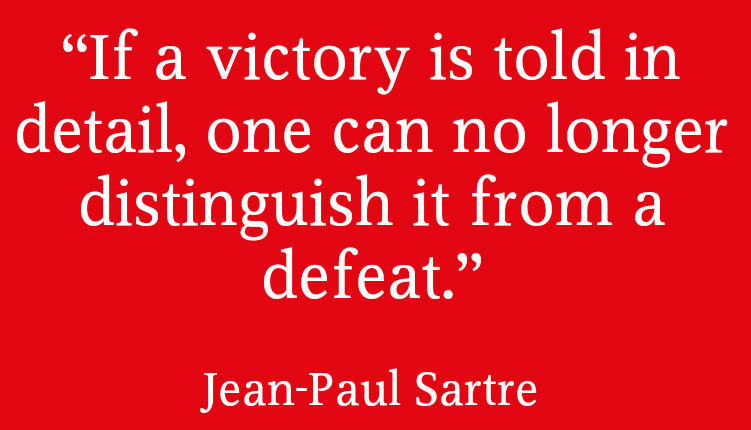 “If a victory is told in
detail, one can no longer
distinguish it from a
defeat.”
Jean-Paul Sartre